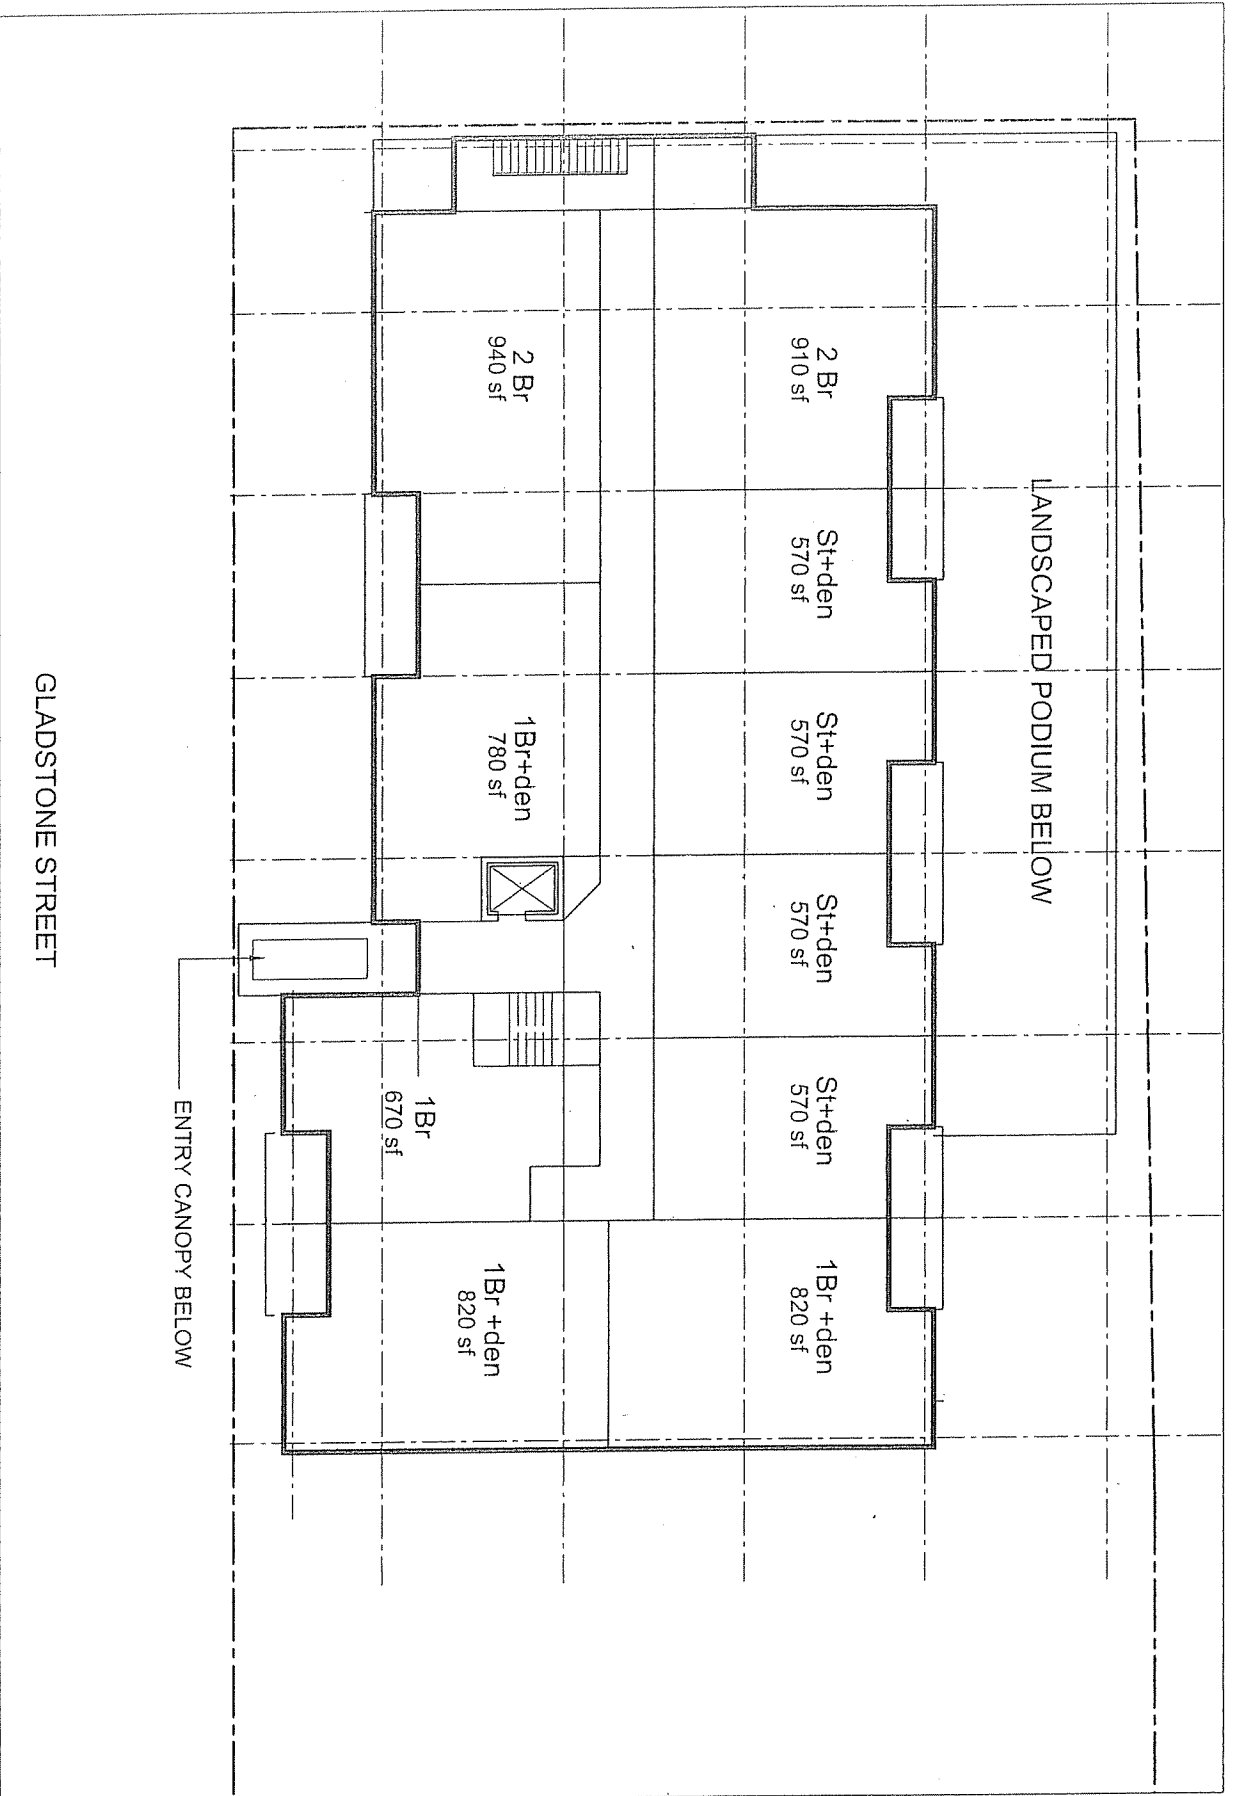 LANDSCAPED PODIUM BELOW
2 Br
910 sf
St+den
570 sf
St+den
570 sf
St+den
570 sf
St+den
570 sf
1Br +den
820 sf
2 Br
940 sf
1Br+den
780 sf
1Br
670 sf
1Br +den
820 sf
ENTRY CANOPY BELOW
GLADSTONE STREET